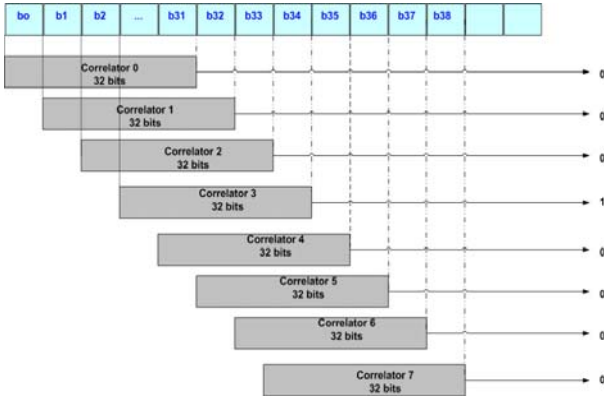 bo b1 b2 ... b31 b32 b33 b34 b35 b36 b37 b38
Correlator 0
32 bits
0
Correlator 1
32 bits
0
Correlator 2
32 bits
0
Correlator 3
32 bits
1
Correlator 4
32 bits
0
Correlator 5
32 bits
0
Correlator 6
32 bits
0
Correlator 7
32 bits
0